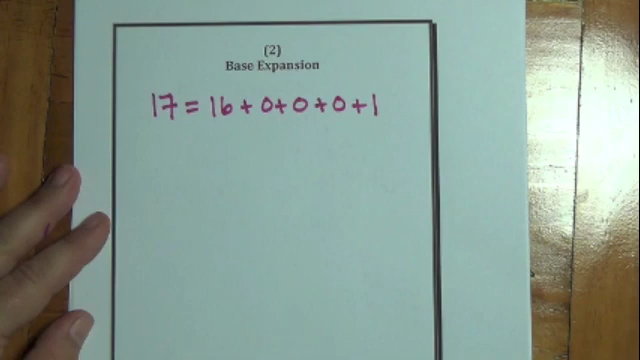 (2)
Base Expansion
17 = 16 + 0 + 0 + 0 + 1